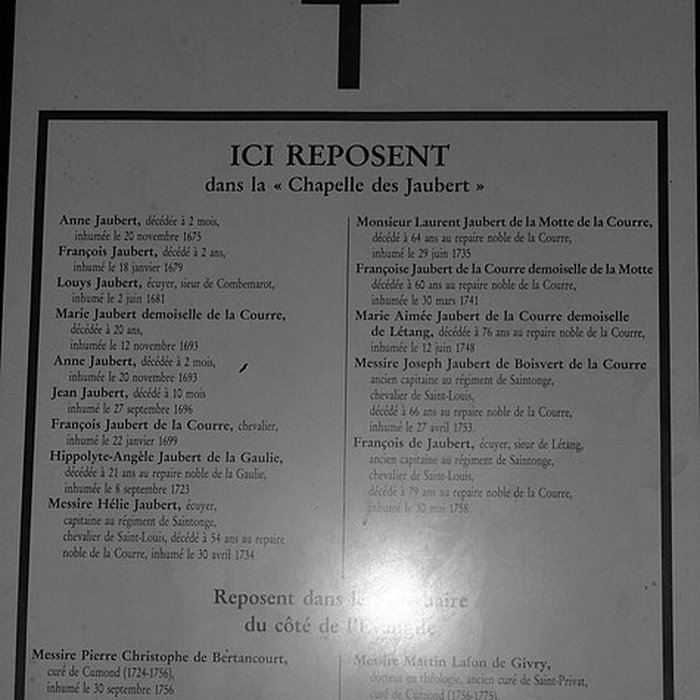 ICI REPOSENT
dans la « Chapelle des Jaubert »
Anne Jaubert, décédée à 2 mois,
inhumée le 20 novembre 1675
François Jaubert, décédé à 2 ans,
inhumé le 18 janvier 1679
Louys Jaubert, écuyer, sieur de Combemarot,
inhumé le 2 juin 1681
Marie Jaubert demoiselle de la Courre,
décédée à 20 ans,
inhumée le 12 novembre 1693
Anne Jaubert, décédée à 2 mois,
inhumée le 20 novembre 1693
Jean Jaubert, décédé à 10 mois
inhumé le 27 septembre 1696
François Jaubert de la Courre, chevalier,
inhumé le 22 janvier 1699
Hippolyte-Angèle Jaubert de la Gaulie,
décédée à 21 ans au repaire noble de la Gaulie,
inhumée le 8 septembre 1723
Messire Hélie Jaubert, écuyer,
capitaine au régiment de Saintonge,
chevalier de Saint-Louis, décédé à 54 ans au repaire
noble de la Courre, inhumé le 30 avril 1734
Monsieur Laurent Jaubert de la Motte de la Courre,
décédé à 64 ans au repaire noble de la Courre,
inhumé le 29 juin 1735
Françoise Jaubert de la Courre demoiselle de la Motte
décédée à 60 ans au repaire noble de la Courre,
inhumée le 30 mars 1741
Marie Aimée Jaubert de la Courre demoiselle
de Létang, décédée à 76 ans au repaire noble de la Courre,
inhumée le 12 juin 1748
Messire Joseph Jaubert de Boisvert de la Courre
ancien capitaine au régiment de Saintonge,
chevalier de Saint-Louis,
décédé à 66 ans au repaire noble de la Courre,
inhumé le 27 avril 1753.
François de Jaubert, écuyer, sieur de Létang,
ancien capitaine au régiment de Saintonge,
chevalier de Saint-Louis,
décédé à 79 ans au repaire noble de la Courre,
inhumé le 30 mai 1758
Reposent dans
du côté de l'Evangile
Messire Pierre Christophe de Bertancourt,
curé de Cumond (1724-1756),
inhumé le 30 septembre 1756
Messire Martin Lafon de Givry,
docteur en théologie, ancien curé de Saint-Privat,
curé de Cumond (1756-1775),